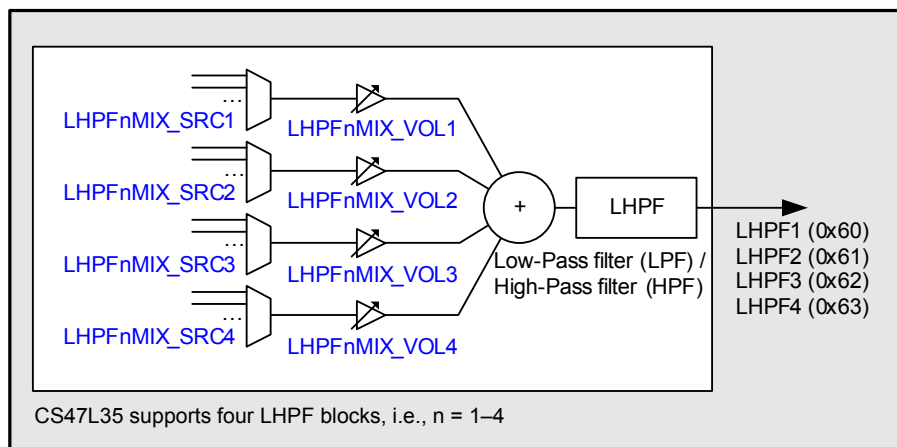 ...
LHPFnMIX_SRC1
LHPFnMIX_VOL1
...
LHPFnMIX_SRC2
LHPFnMIX_VOL2
...
LHPFnMIX_SRC3
LHPFnMIX_VOL3
...
LHPFnMIX_SRC4
LHPFnMIX_VOL4
+
LHPF
Low-Pass filter (LPF) /
High-Pass filter (HPF)
LHPF1 (0x60)
LHPF2 (0x61)
LHPF3 (0x62)
LHPF4 (0x63)
CS47L35 supports four LHPF blocks, i.e., n = 1–4